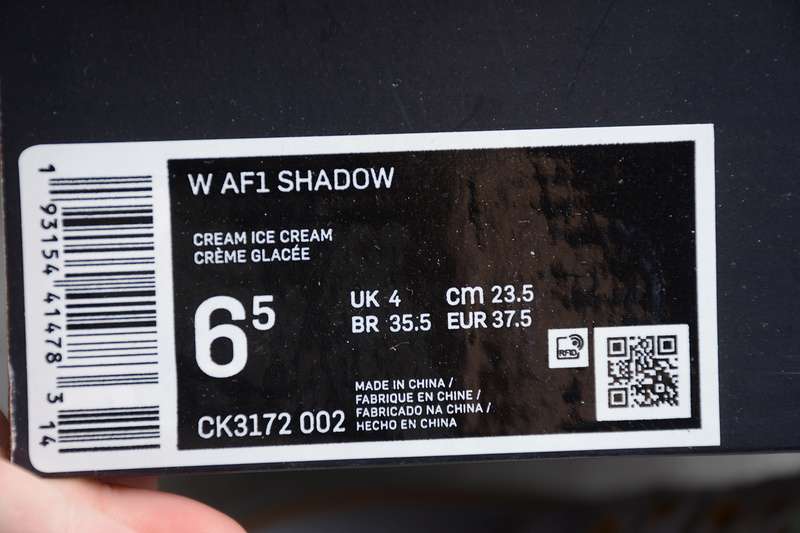 W AF1 SHADOW
CREAM ICE CREAM
CRÈME GLACÉE
6 5
UK 4 cm 23.5
BR 35.5 EUR 37.5
RFID
MADE IN CHINA /
FABRIQUE EN CHINE /
FABRICADO NA CHINA /
HECHO EN CHINA
CK3172 002
1 93154 41478 3 14